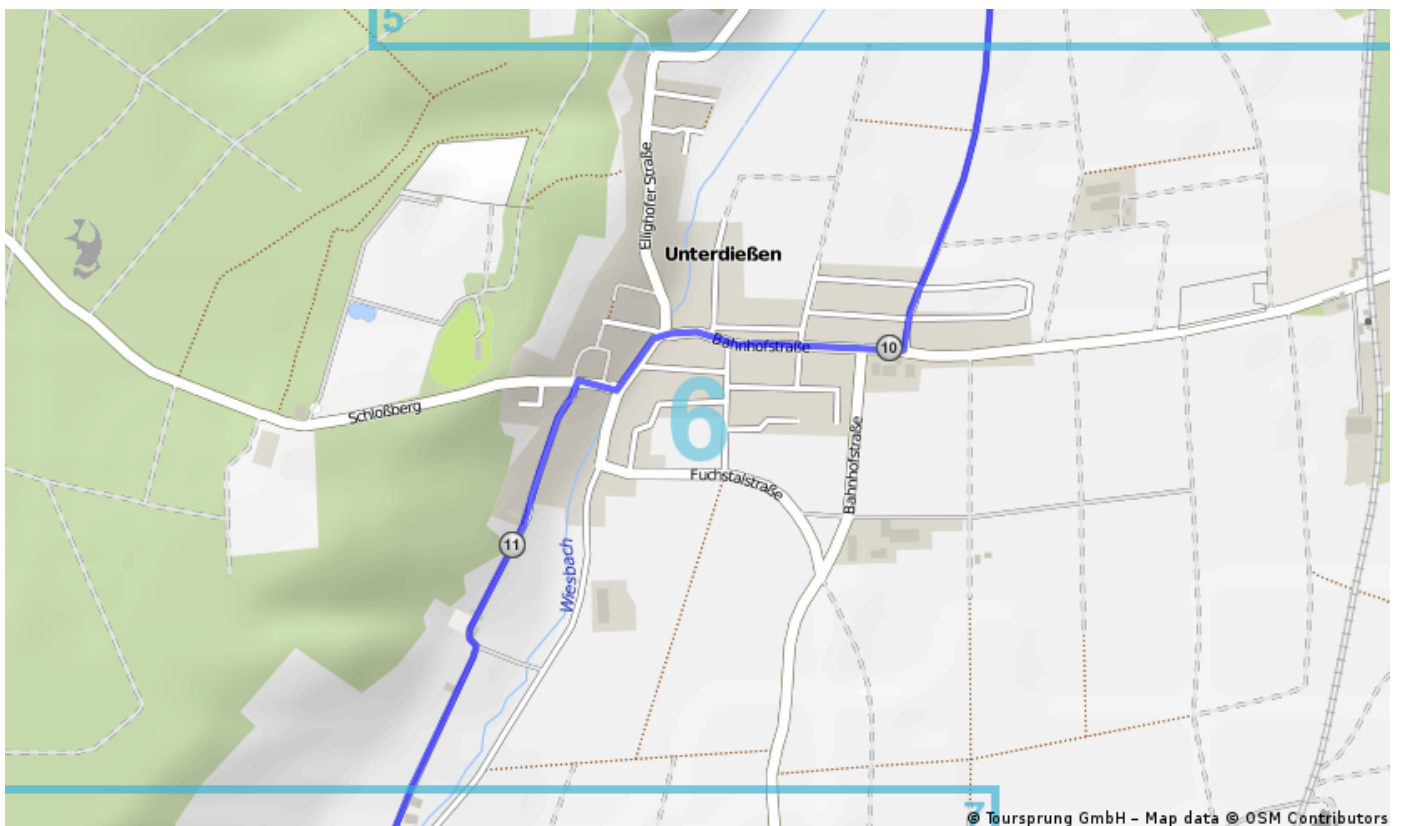 5
Ellighofer Straße
Unterdießen
Bahnhofstraße
10
Schloßberg
6
Bahnhofstraße
Fuchstalstraße
11
Wiesbach
7
© Toursprung GmbH – Map data © OSM Contributors